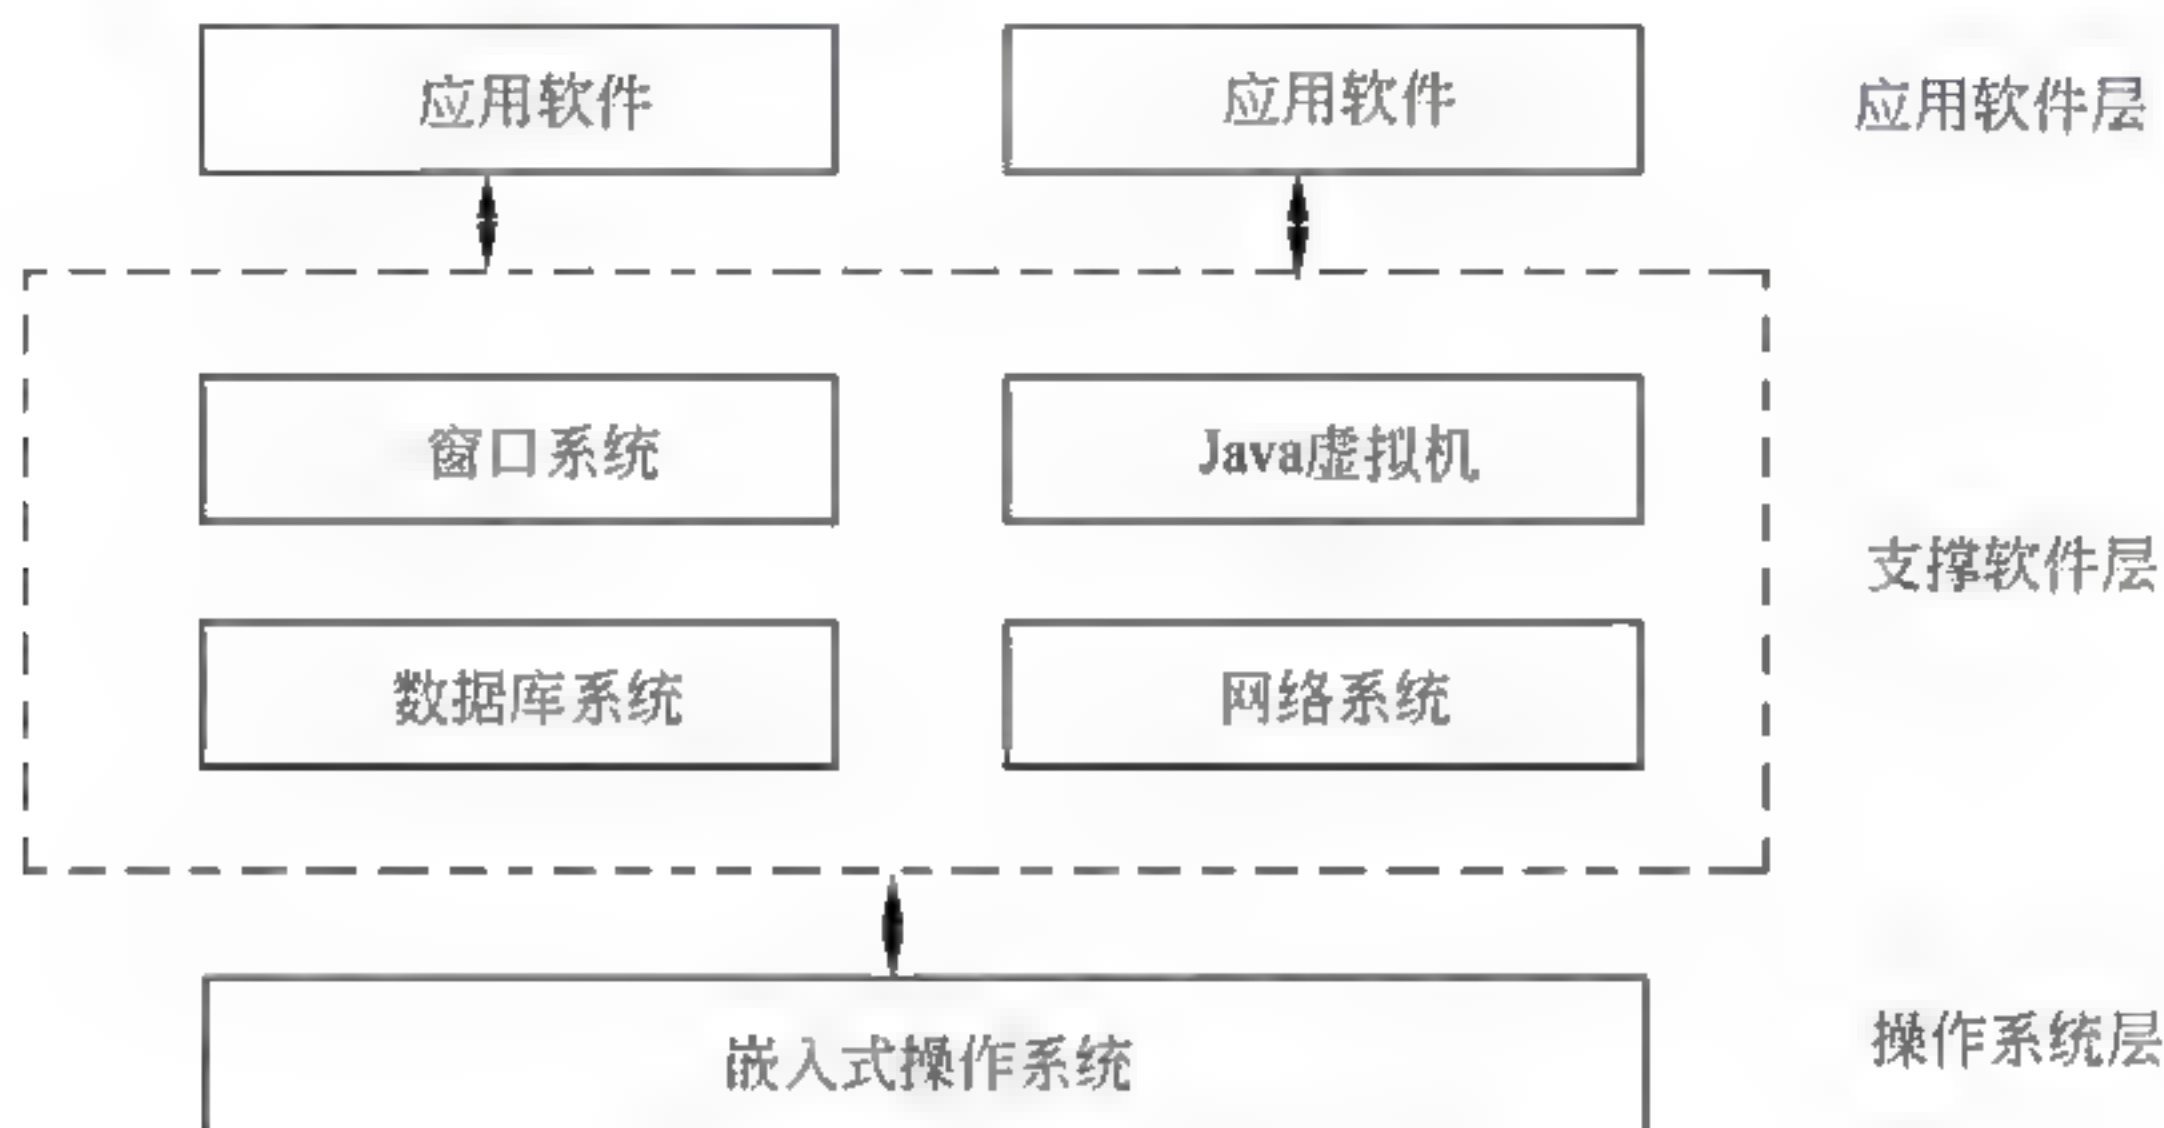 应用软件 应用软件 应用软件层
窗口系统 Java虚拟机
支撑软件层
数据库系统 网络系统
嵌入式操作系统 操作系统层